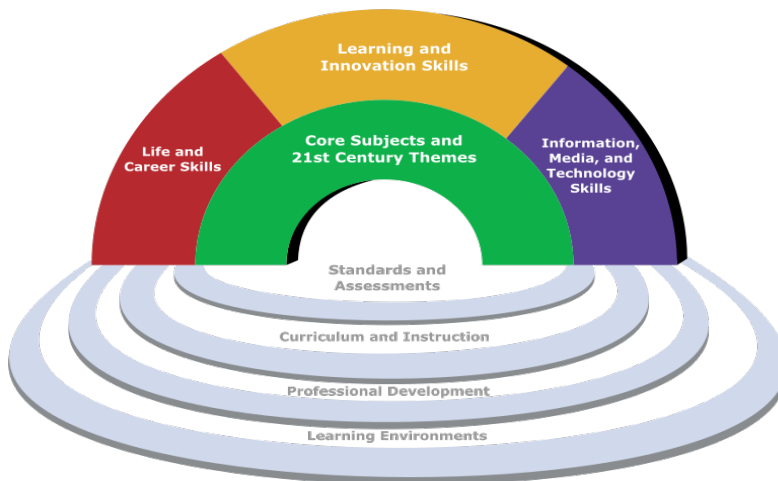 Learning and
Innovation Skills
Life and
Career Skills
Core Subjects and
21st Century Themes
Information,
Media, and
Technology
Skills
Standards and
Assessments
Curriculum and Instruction
Professional Development
Learning Environments